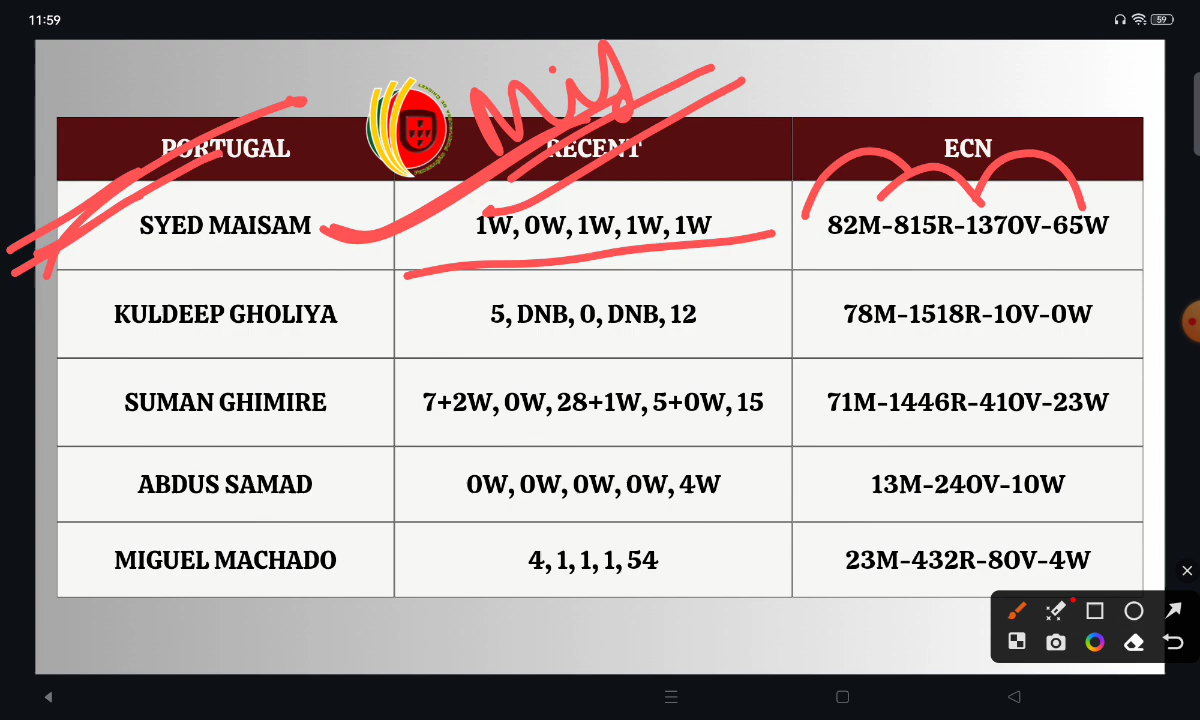 11:59
59
Mis
PORTUGAL RECENT ECN
SYED MAISAM 1W, 0W, 1W, 1W, 1W 82M-815R-137OV-65W
KULDEEP GHOLIYA 5, DNB, 0, DNB, 12 78M-1518R-1OV-0W
SUMAN GHIMIRE 7+2W, 0W, 28+1W, 5+0W, 15 71M-1446R-41OV-23W
ABDUS SAMAD 0W, 0W, 0W, 0W, 4W 13M-24OV-10W
MIGUEL MACHADO 4, 1, 1, 1, 54 23M-432R-8OV-4W